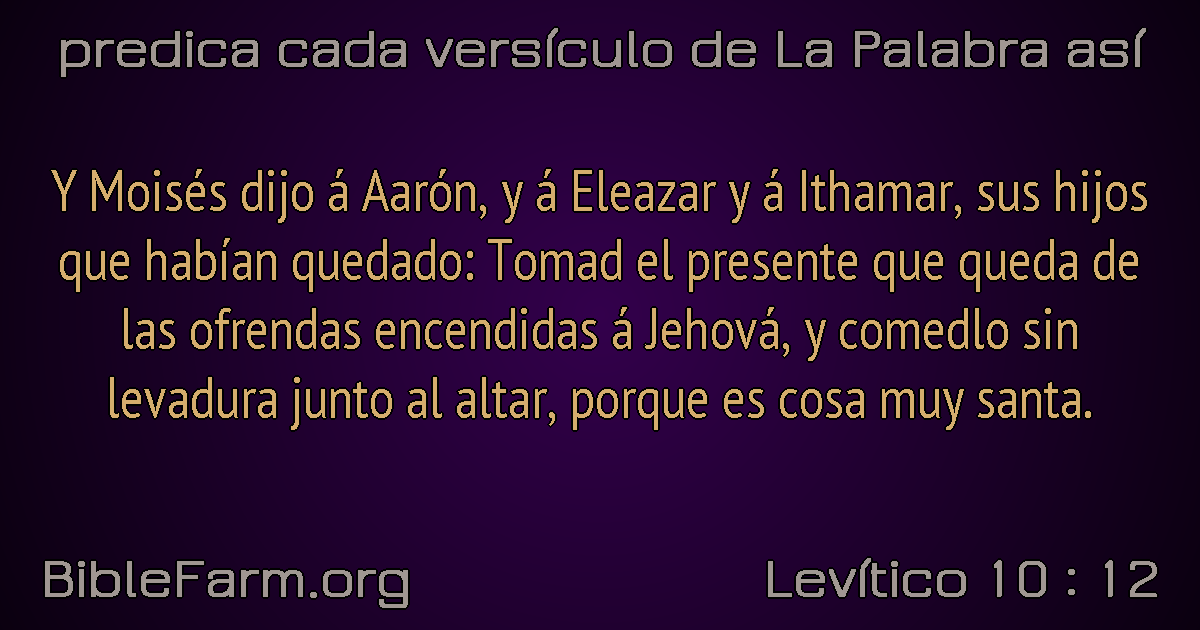 predica cada versículo de La Palabra así
Y Moisés dijo á Aarón, y á Eleazar y á Ithamar, sus hijos
que habían quedado: Tomad el presente que queda de
las ofrendas encendidas á Jehová, y comedlo sin
levadura junto al altar, porque es cosa muy santa.
BibleFarm.org
Levítico 10 : 12